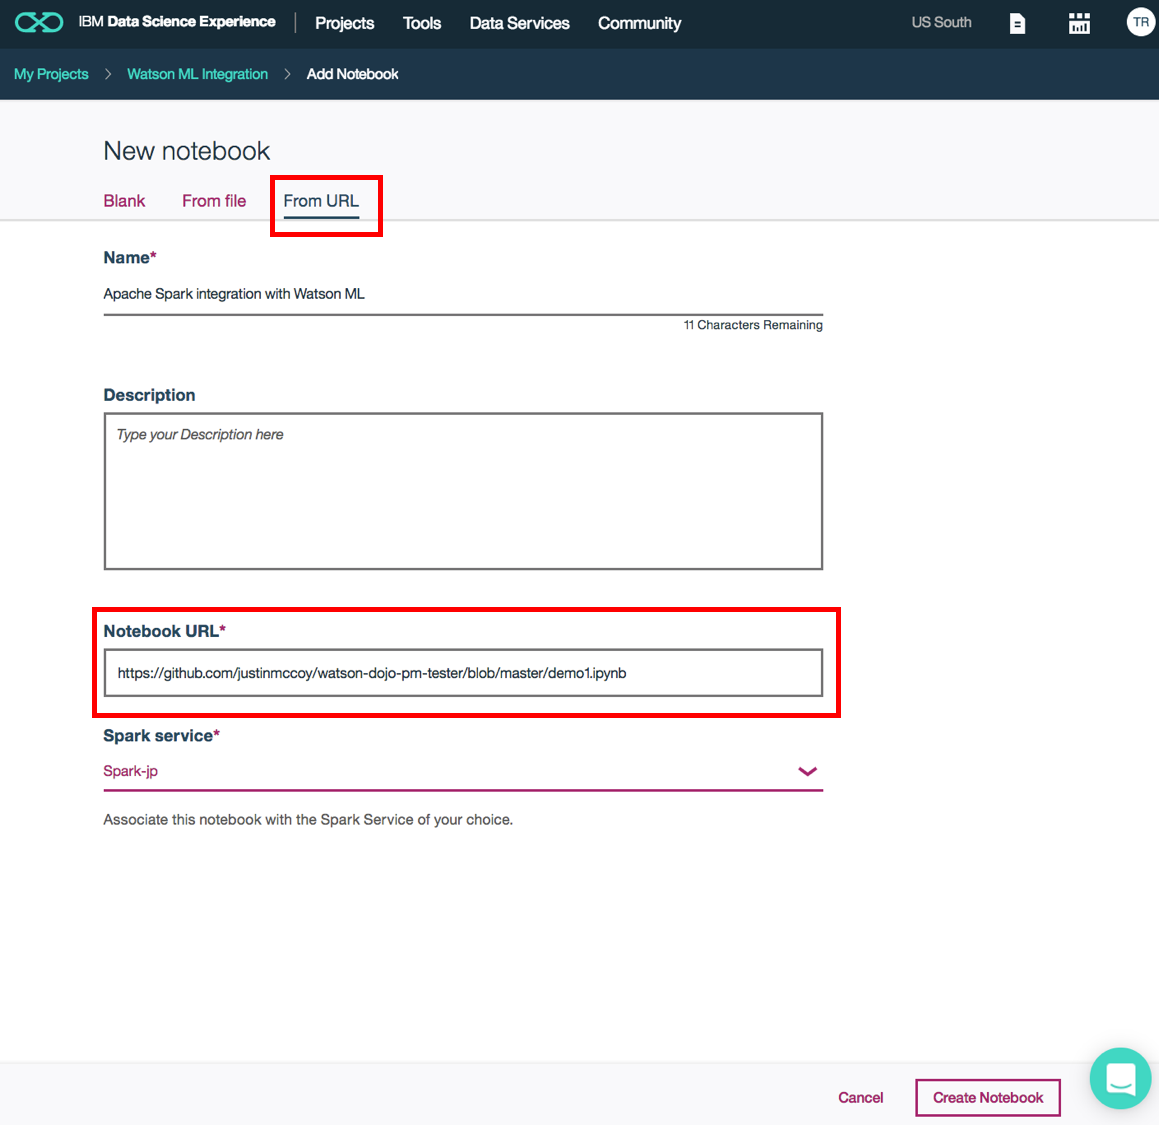 IBM Data Science Experience Projects Tools Data Services Community US South TR
My Projects > Watson ML Integration > Add Notebook
New notebook
Blank From file From URL
Name*
Apache Spark integration with Watson ML
11 Characters Remaining
Description
Type your Description here
Notebook URL*
https://github.com/justinmccoy/watson-dojo-pm-tester/blob/master/demo1.ipynb
Spark service*
Spark-jp
Associate this notebook with the Spark Service of your choice.
Cancel Create Notebook